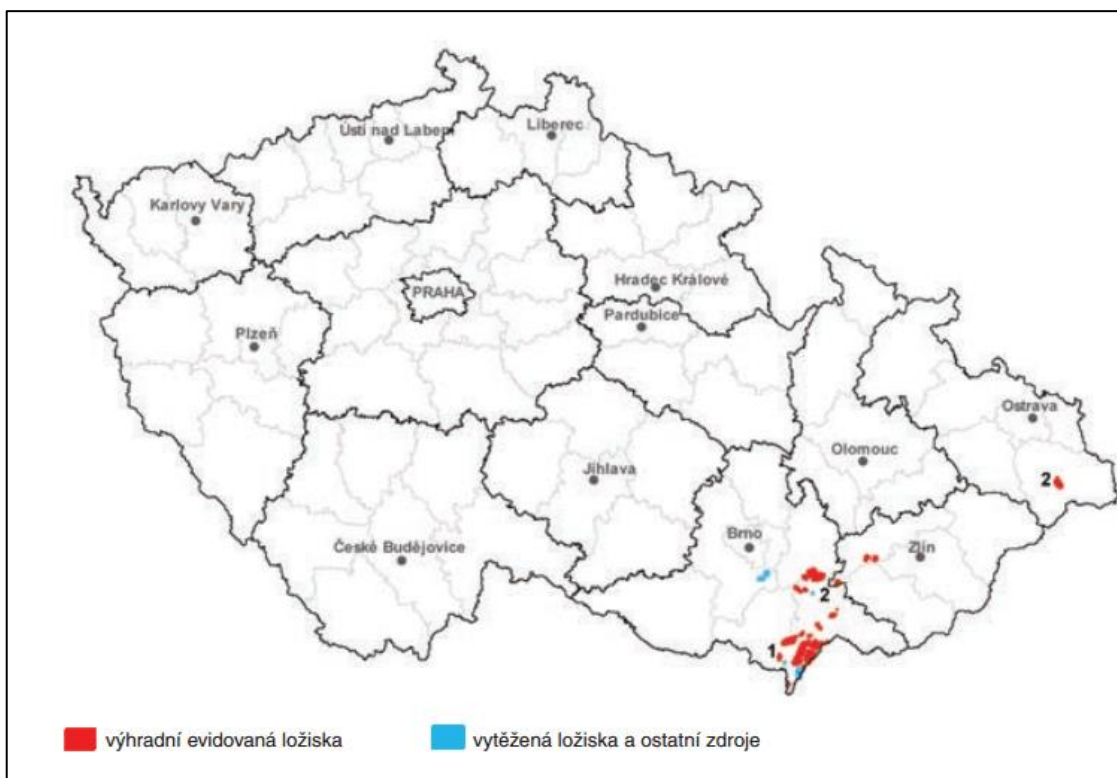 Ústí nad Labem
Liberec
Karlovy Vary
Hradec Králové
PRAHA
Pardubice
Plzeň
Ostrava
Olomouc
Jihlava
2
Brno
Zlín
České Budějovice
2
1
výhradní evidovaná ložiska
vytěžená ložiska a ostatní zdroje